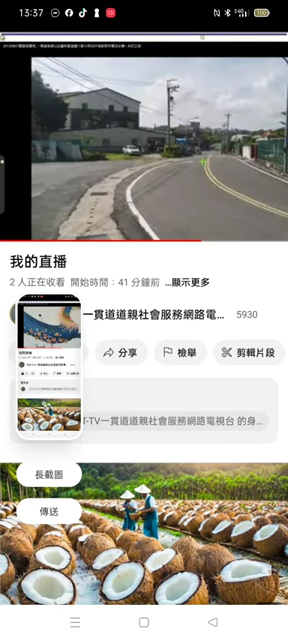 13:37
100
我的直播
2 人正在收看 開始時間：41 分鐘前 ...顯示更多
一貫道道親社會服務網路電... 5930
分享
檢舉
剪輯片段
T-TV一貫道道親社會服務網路電視台 的身...
長截圖
傳送